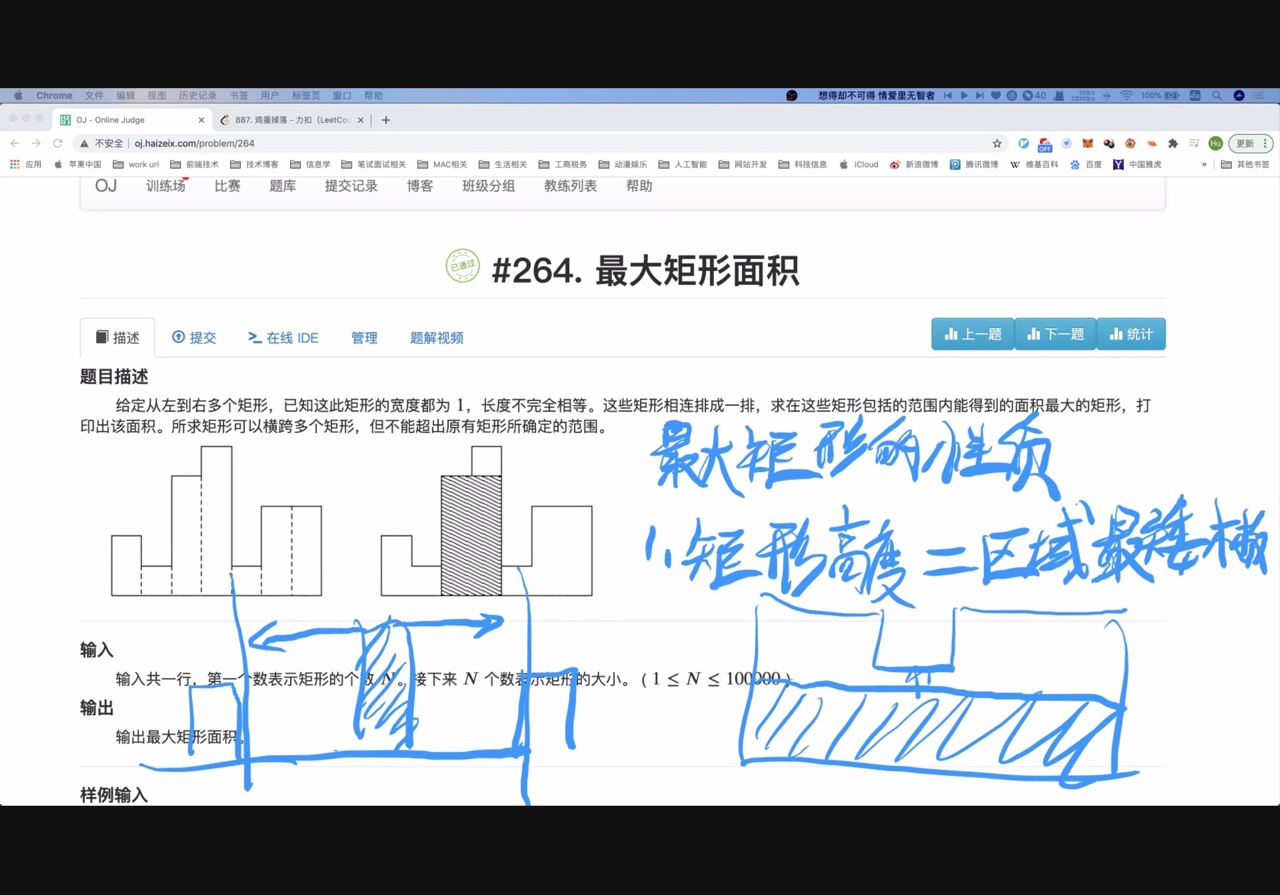 Chrome 文件 编辑 视图 历史记录 书签 用户 标签页 窗口 帮助 想得却不可得 情爱里无智者 40 100%
OJ - Online Judge 887. 鸡蛋掉落 - 力扣（LeetCo
不安全 oj.haizeix.com/problem/264 OFF Hu 更新
应用 苹果中国 work url 前端技术 技术博客 信息学 笔试面试相关 MAC相关 生活相关 工商税务 动漫娱乐 人工智能 网站开发 科技信息 iCloud 新浪微博 腾讯微博 维基百科 百度 中国雅虎 » 其他书签
OJ 训练场 比赛 题库 提交记录 博客 班级分组 教练列表 帮助
已通过 #264. 最大矩形面积
描述 提交 在线 IDE 管理 题解视频 上一题 下一题 统计
题目描述
给定从左到右多个矩形，已知这此矩形的宽度都为 1，长度不完全相等。这些矩形相连排成一排，求在这些矩形包括的范围内能得到的面积最大的矩形，打
印出该面积。所求矩形可以横跨多个矩形，但不能超出原有矩形所确定的范围。
最大矩形的性质
1、矩形高度=区域最矮木板
输入
输入共一行，第一个数表示矩形的个数 N。接下来 N 个数表示矩形的大小。( 1 ≤ N ≤ 100000 )
输出
输出最大矩形面积。
样例输入